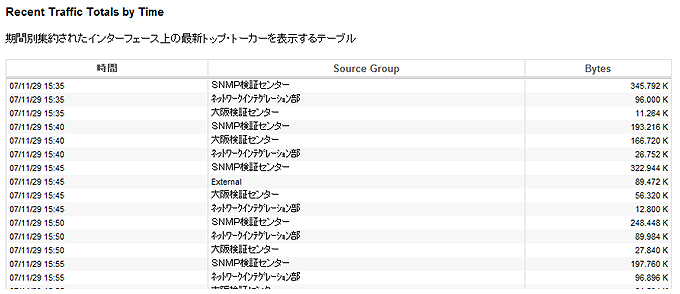 Recent Traffic Totals by Time
期間別集約されたインターフェース上の最新トップ・トーカーを表示するテーブル
時間 Source Group Bytes
07/11/29 15:35 SNMP検証センター 345.792 K
07/11/29 15:35 ﾈｯﾄﾜｰｸｲﾝﾃｸﾞﾚｰｼｮﾝ部 96.000 K
07/11/29 15:35 大阪検証センター 11.264 K
07/11/29 15:40 SNMP検証センター 193.216 K
07/11/29 15:40 大阪検証センター 166.720 K
07/11/29 15:40 ﾈｯﾄﾜｰｸｲﾝﾃｸﾞﾚｰｼｮﾝ部 26.752 K
07/11/29 15:45 SNMP検証センター 322.944 K
07/11/29 15:45 External 89.472 K
07/11/29 15:45 大阪検証センター 56.320 K
07/11/29 15:45 ﾈｯﾄﾜｰｸｲﾝﾃｸﾞﾚｰｼｮﾝ部 12.800 K
07/11/29 15:50 SNMP検証センター 248.448 K
07/11/29 15:50 ﾈｯﾄﾜｰｸｲﾝﾃｸﾞﾚｰｼｮﾝ部 89.984 K
07/11/29 15:50 大阪検証センター 27.840 K
07/11/29 15:55 SNMP検証センター 197.760 K
07/11/29 15:55 ﾈｯﾄﾜｰｸｲﾝﾃｸﾞﾚｰｼｮﾝ部 96.896 K